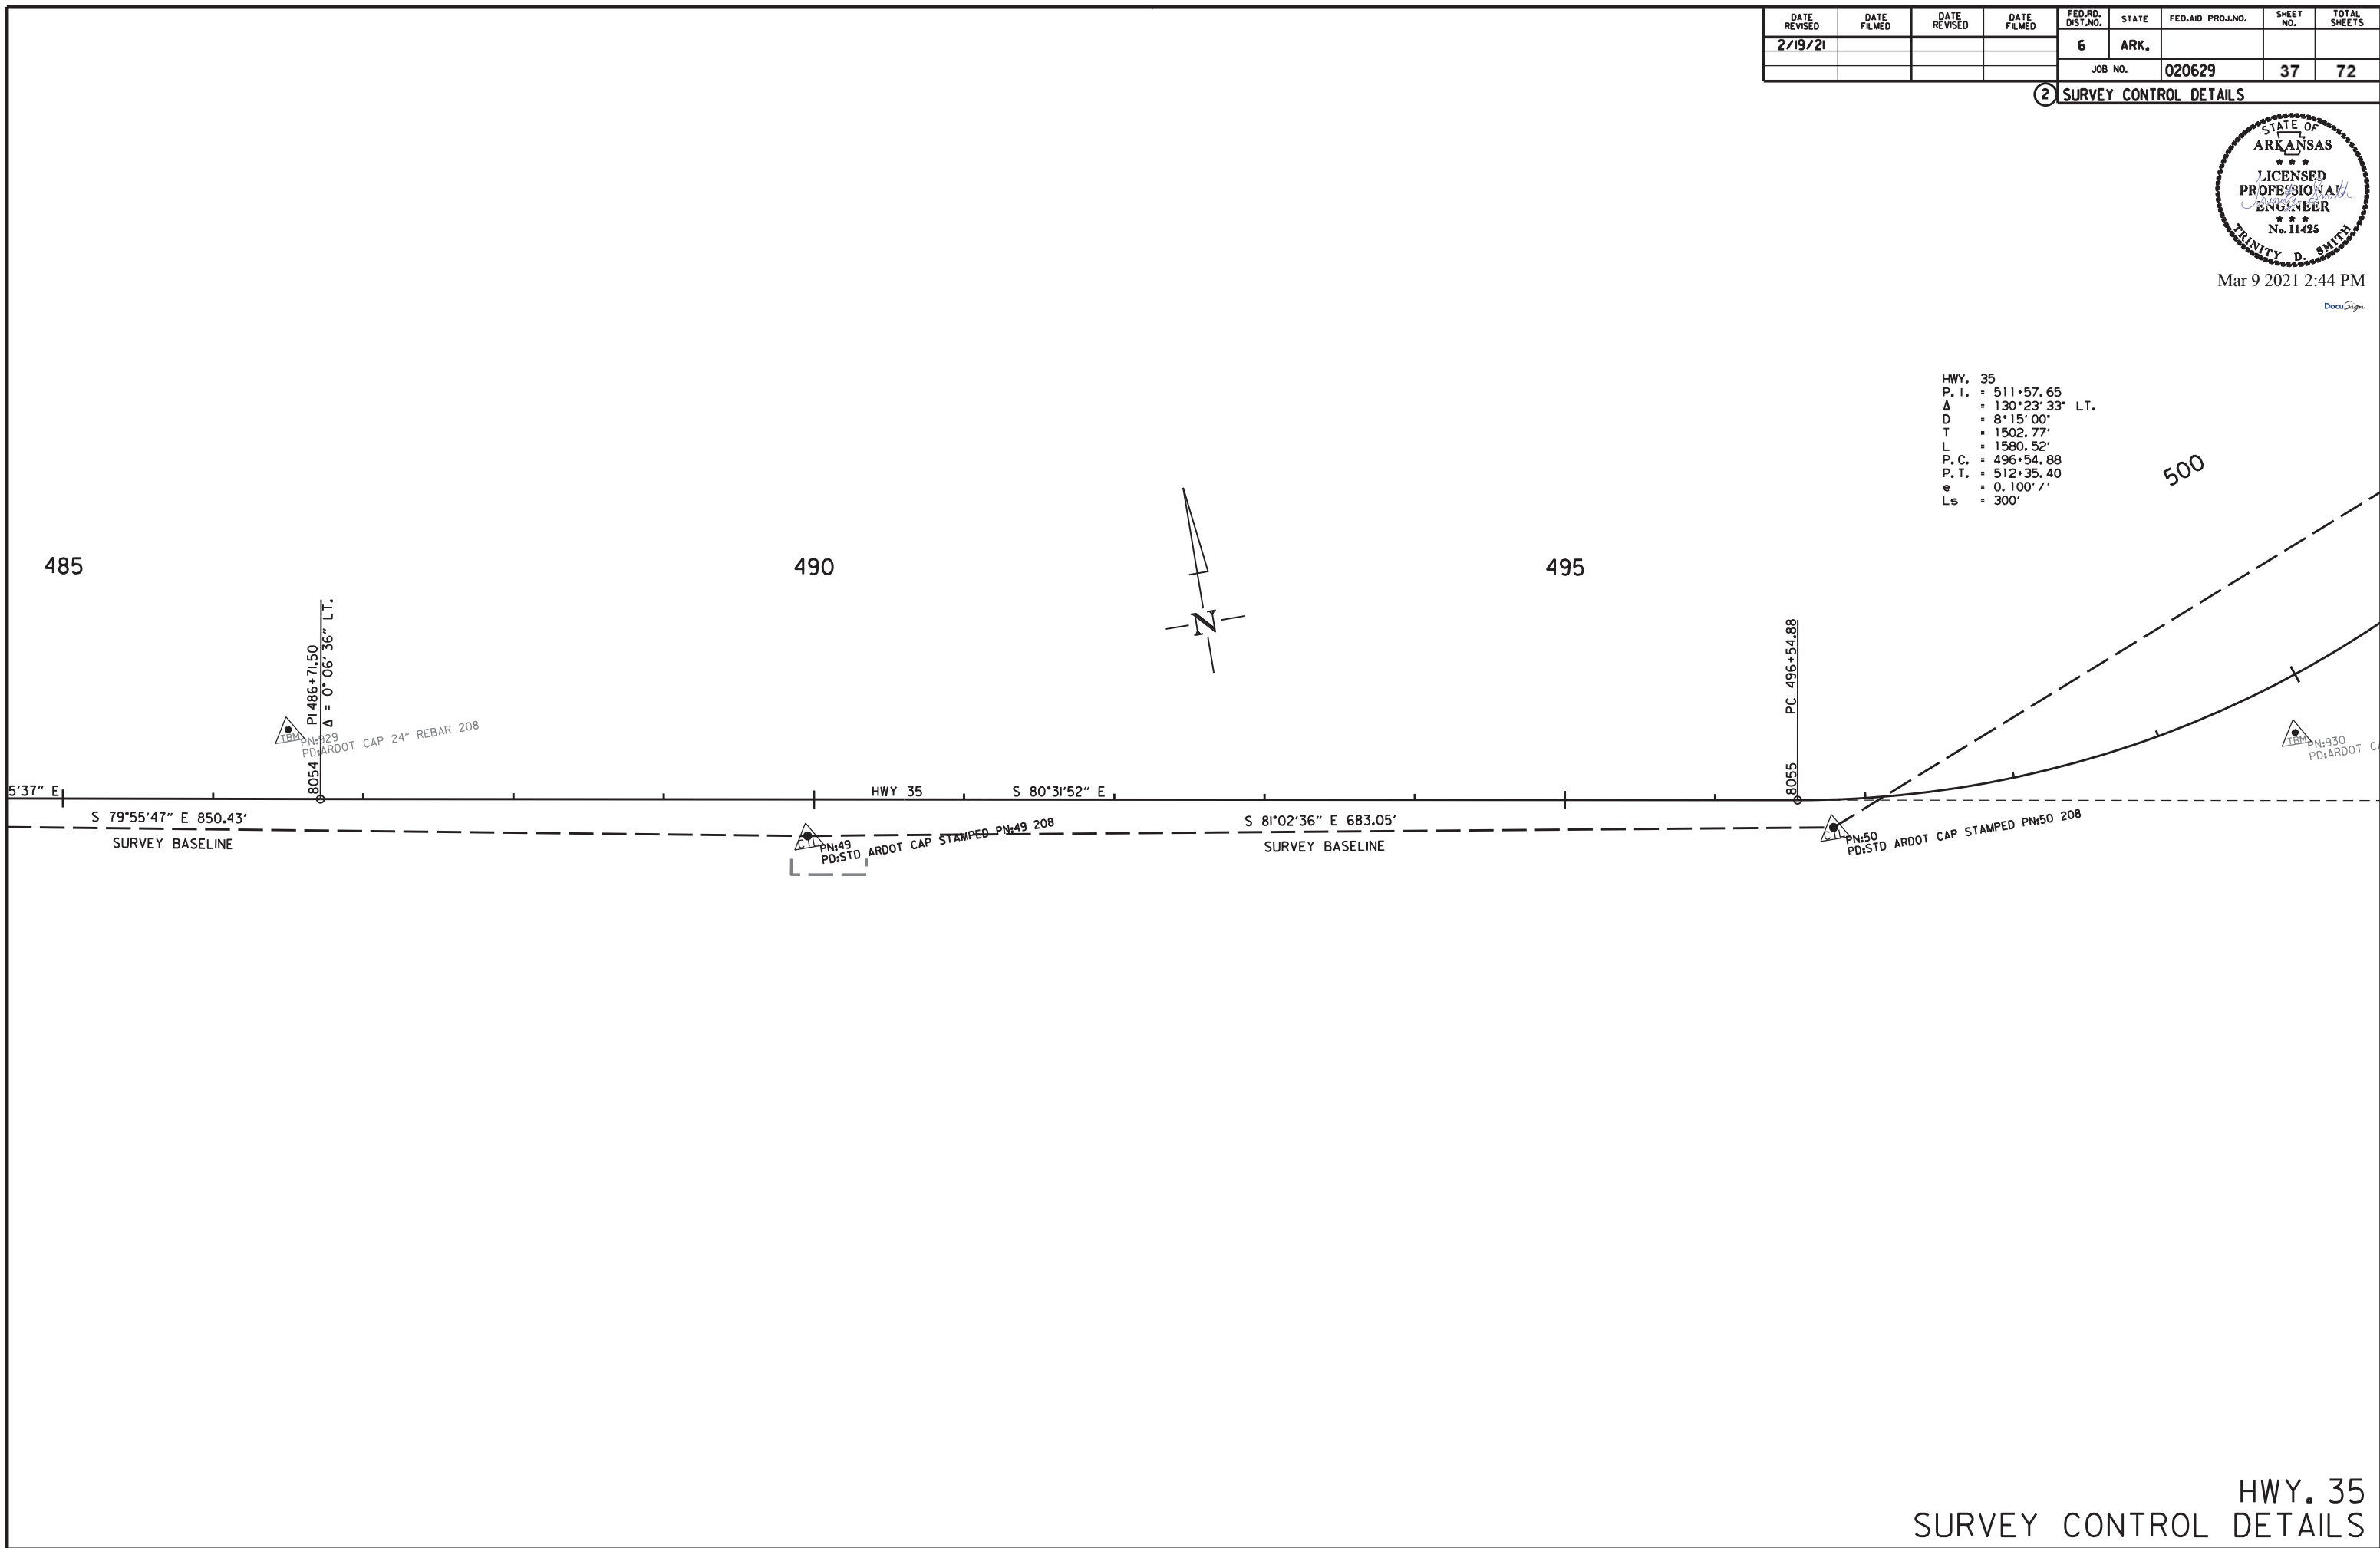 DATE REVISED DATE FILMED DATE REVISED DATE FILMED FED.RD. DIST.NO. STATE FED.AID PROJ.NO. SHEET NO. TOTAL SHEETS
2/19/21 6 ARK.
JOB NO. 020629 37 72
2 SURVEY CONTROL DETAILS
STATE OF
ARKANSAS
* * *
LICENSED
PROFESSIONAL
ENGINEER
* * *
No. 11425
TRINITY D. SMITH
Mar 9 2021 2:44 PM
DocuSign
HWY. 35
P.I. = 511+57.65
Δ = 130°23'33" LT.
D = 8°15'00"
T = 1502.77'
L = 1580.52'
P.C. = 496+54.88
P.T. = 512+35.40
e = 0.100'/'
Ls = 300'
500
485
490
495
N
8054 PI 486+71.50
Δ = 0°06'36" LT.
TBM PN:929
PD:ARDOT CAP 24" REBAR 208
8055 PC 496+54.88
TBM PN:930
PD:ARDOT C
5'37" E
HWY 35 S 80°31'52" E
S 79°55'47" E 850.43'
SURVEY BASELINE
CTL PN:49
PD:STD ARDOT CAP STAMPED PN:49 208
S 81°02'36" E 683.05'
SURVEY BASELINE
CTL PN:50
PD:STD ARDOT CAP STAMPED PN:50 208
HWY. 35
SURVEY CONTROL DETAILS